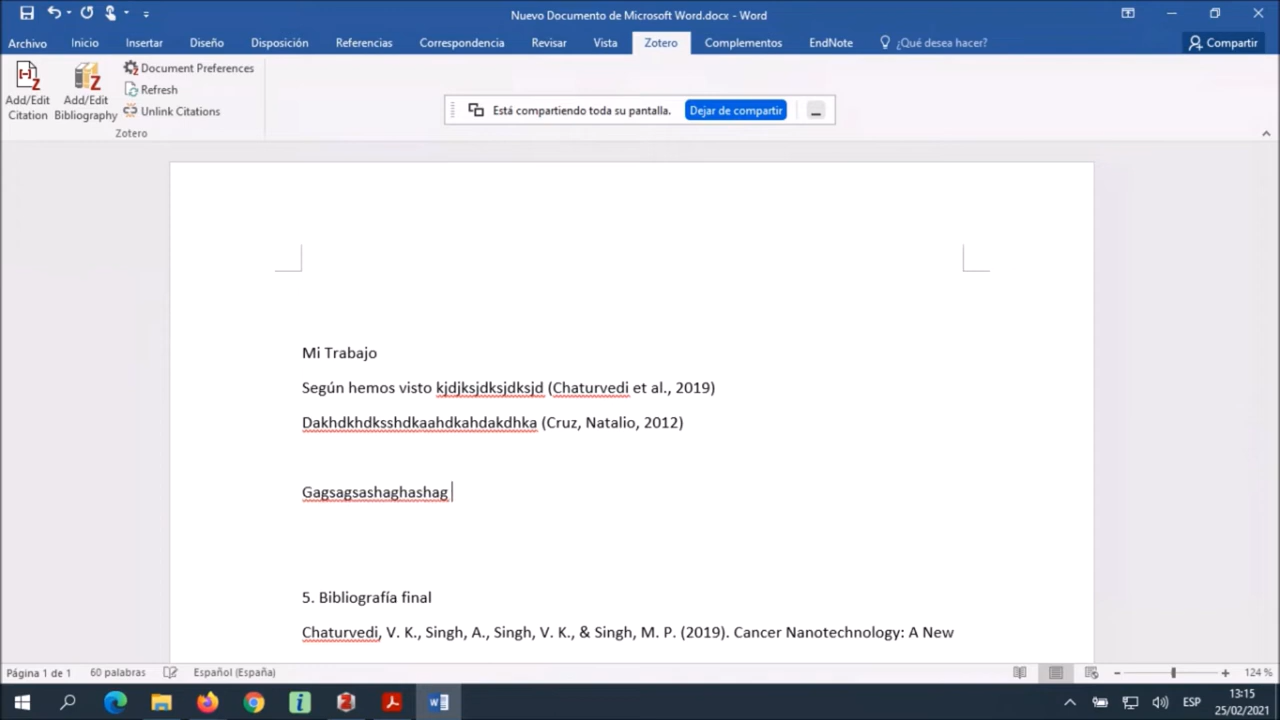 Nuevo Documento de Microsoft Word.docx - Word
Archivo Inicio Insertar Diseño Disposición Referencias Correspondencia Revisar Vista Zotero Complementos EndNote ¿Qué desea hacer? Compartir
Add/Edit Citation
Add/Edit Bibliography
Document Preferences
Refresh
Unlink Citations
Zotero
Está compartiendo toda su pantalla. Dejar de compartir
Mi Trabajo
Según hemos visto kjdjksjdksjdksjd (Chaturvedi et al., 2019)
Dakhdkhdksshdkaahdkahdakdhka (Cruz, Natalio, 2012)
Gagsagsashaghashag
5. Bibliografía final
Chaturvedi, V. K., Singh, A., Singh, V. K., & Singh, M. P. (2019). Cancer Nanotechnology: A New
Página 1 de 1 60 palabras Español (España) 124 %
ESP
13:15
25/02/2021